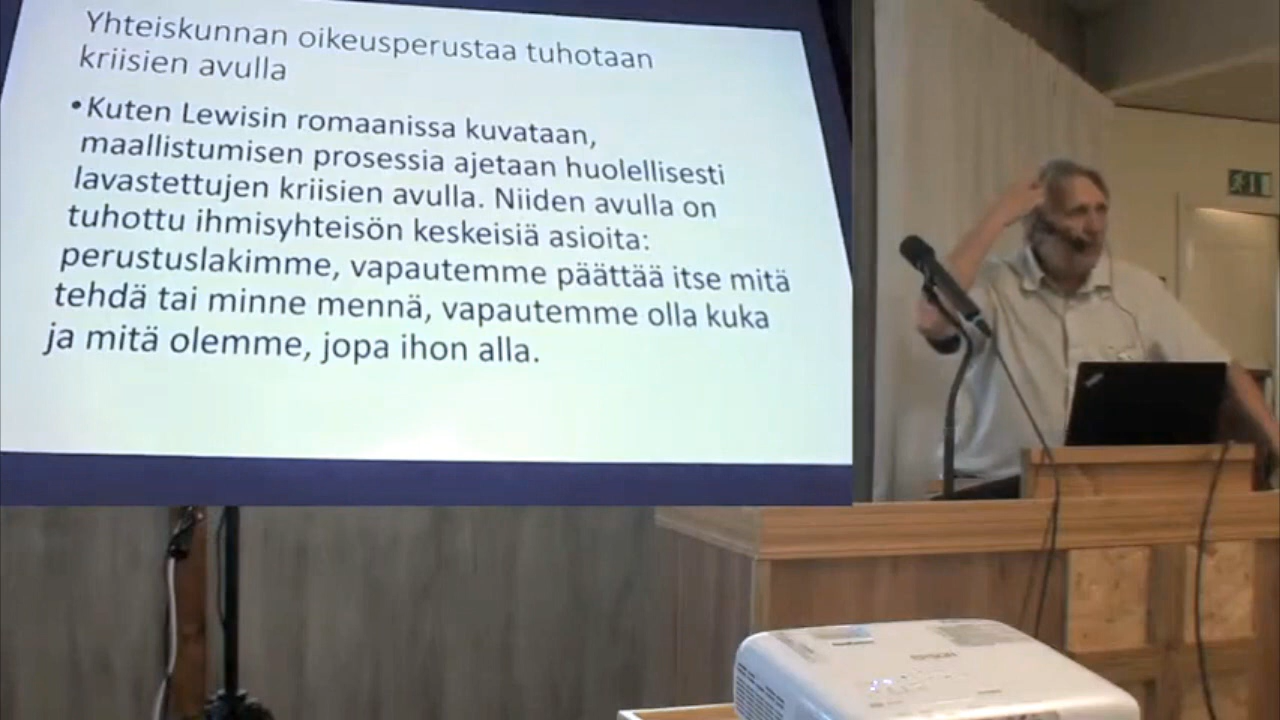 Yhteiskunnan oikeusperustaa tuhotaan
kriisien avulla
•Kuten Lewisin romaanissa kuvataan,
maallistumisen prosessia ajetaan huolellisesti
lavastettujen kriisien avulla. Niiden avulla on
tuhottu ihmisyhteisön keskeisiä asioita:
perustuslakimme, vapautemme päättää itse mitä
tehdä tai minne mennä, vapautemme olla kuka
ja mitä olemme, jopa ihon alla.
EPSON